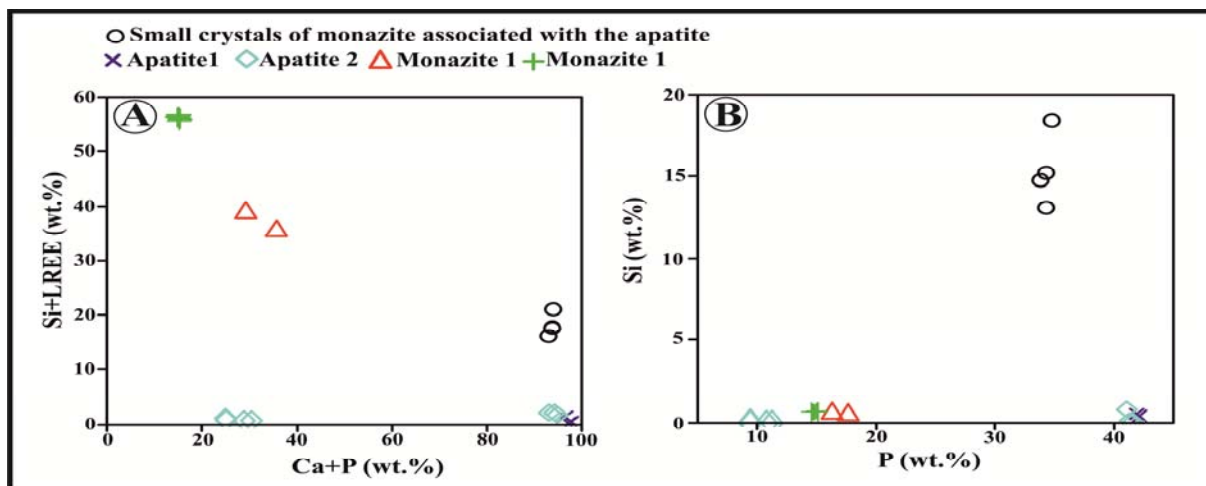 Small crystals of monazite associated with the apatite
Apatite1 Apatite 2 Monazite 1 Monazite 1
A
60
50
40
30
20
10
0
Si+LREE (wt.%)
0 20 40 60 80 100
Ca+P (wt.%)
B
20
15
10
5
0
Si (wt.%)
10 20 30 40
P (wt.%)